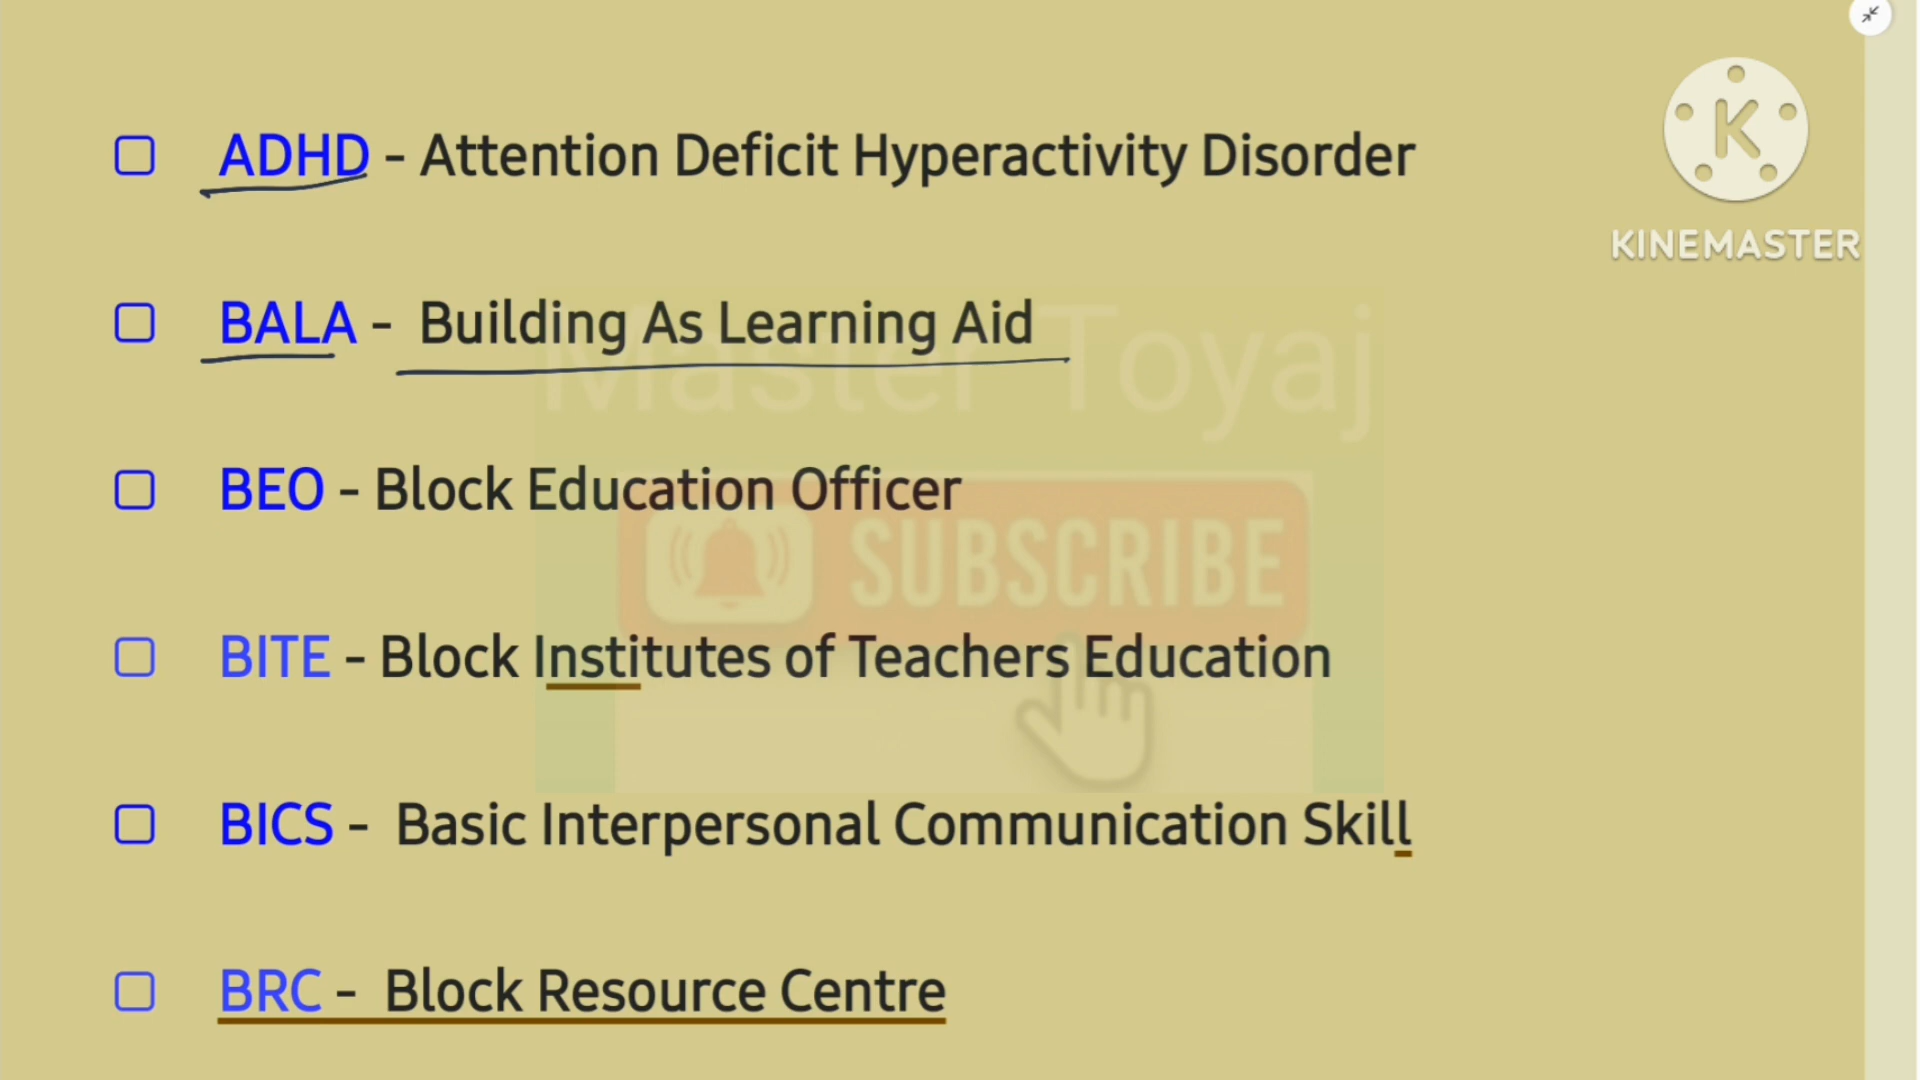 ADHD - Attention Deficit Hyperactivity Disorder
K
KINEMASTER
BALA - Building As Learning Aid
Master Toyaj
BEO - Block Education Officer
SUBSCRIBE
BITE - Block Institutes of Teachers Education
BICS - Basic Interpersonal Communication Skill
BRC - Block Resource Centre